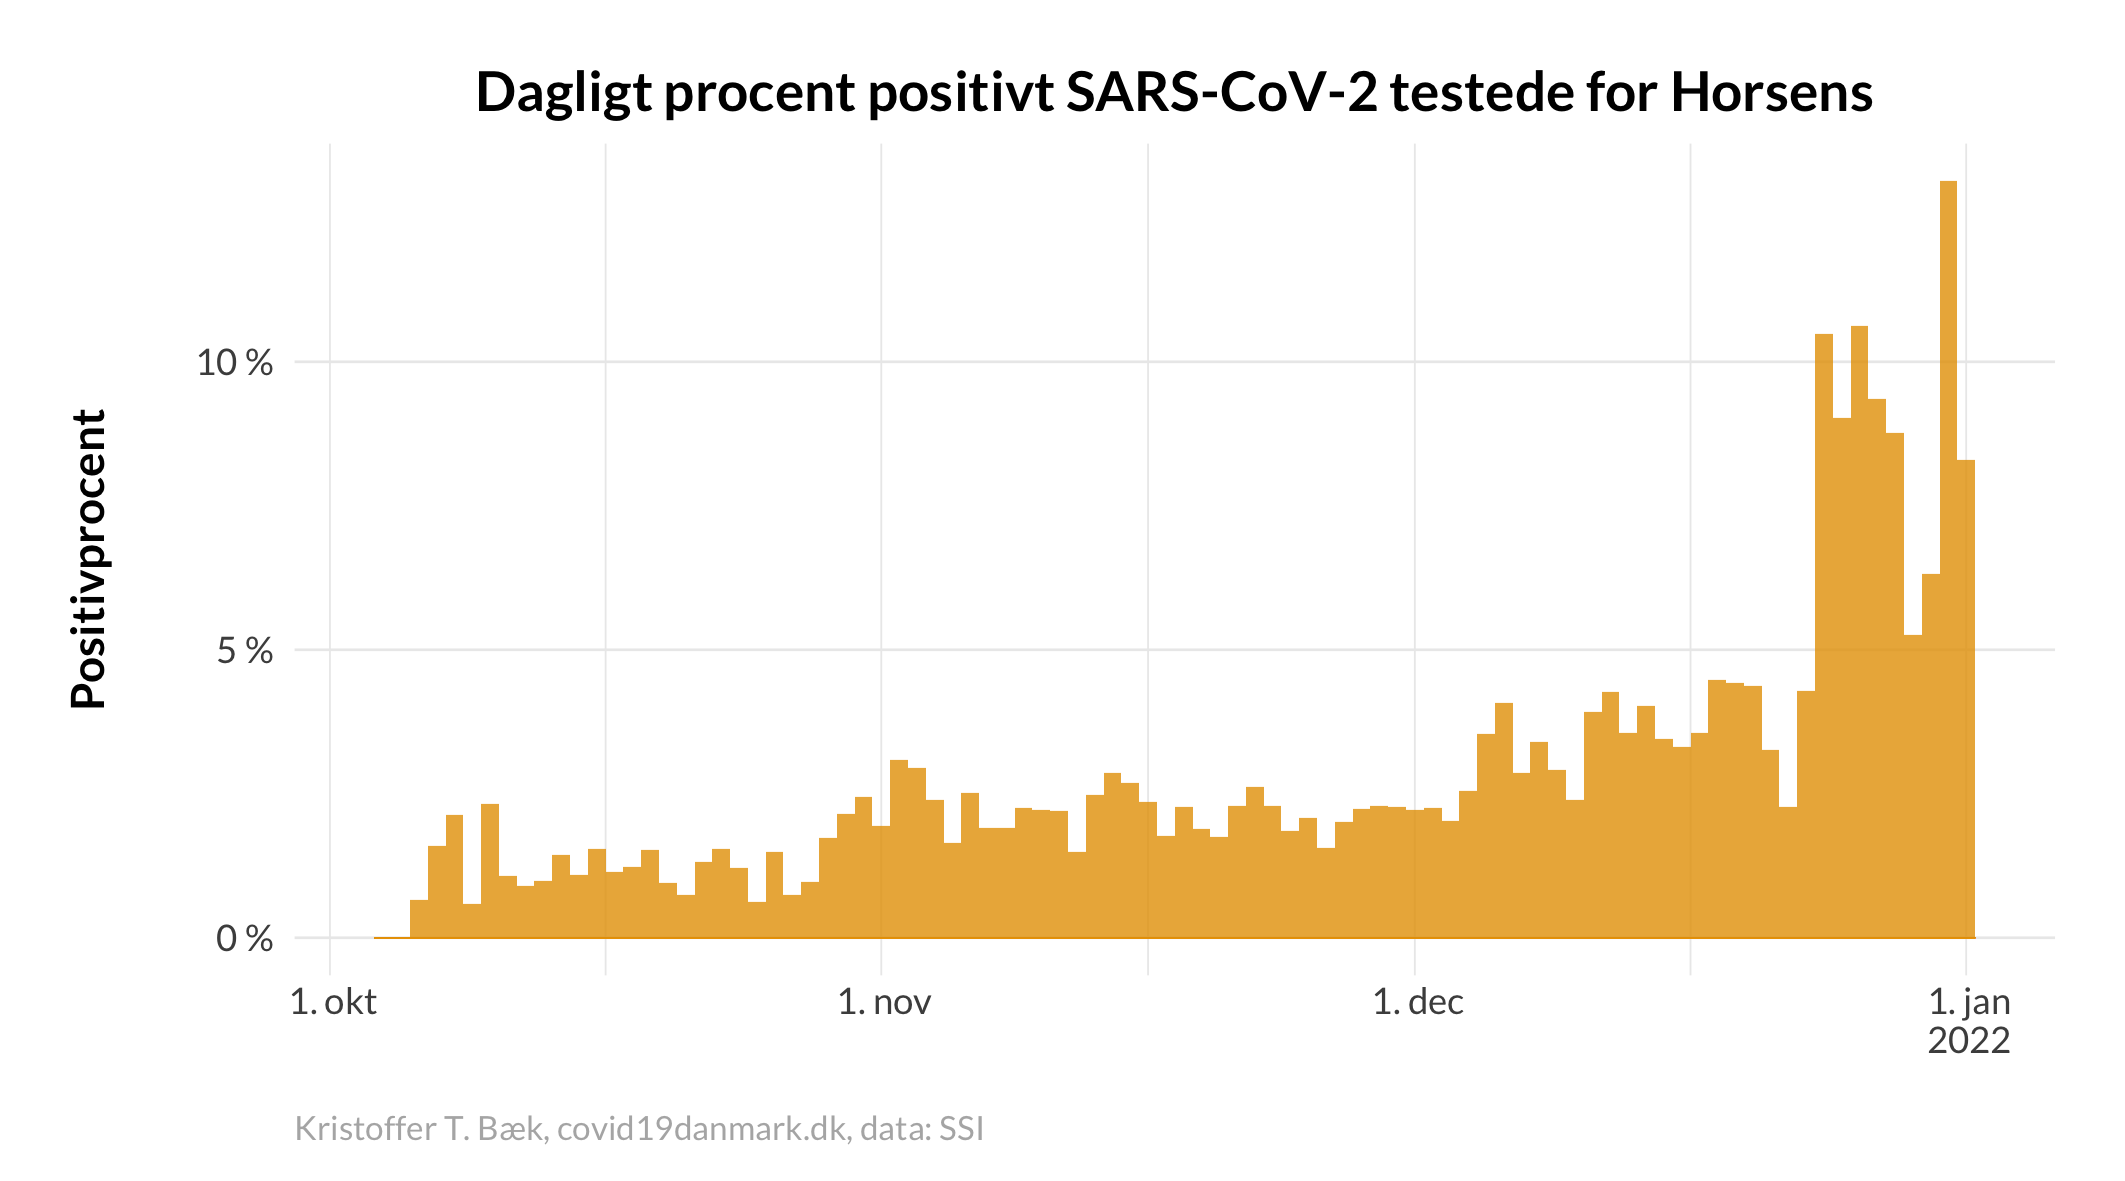 Dagligt procent positivt SARS-CoV-2 testede for Horsens
Positivprocent
10 %
5 %
0 %
1. okt
1. nov
1. dec
1. jan
2022
Kristoffer T. Bæk, covid19danmark.dk, data: SSI